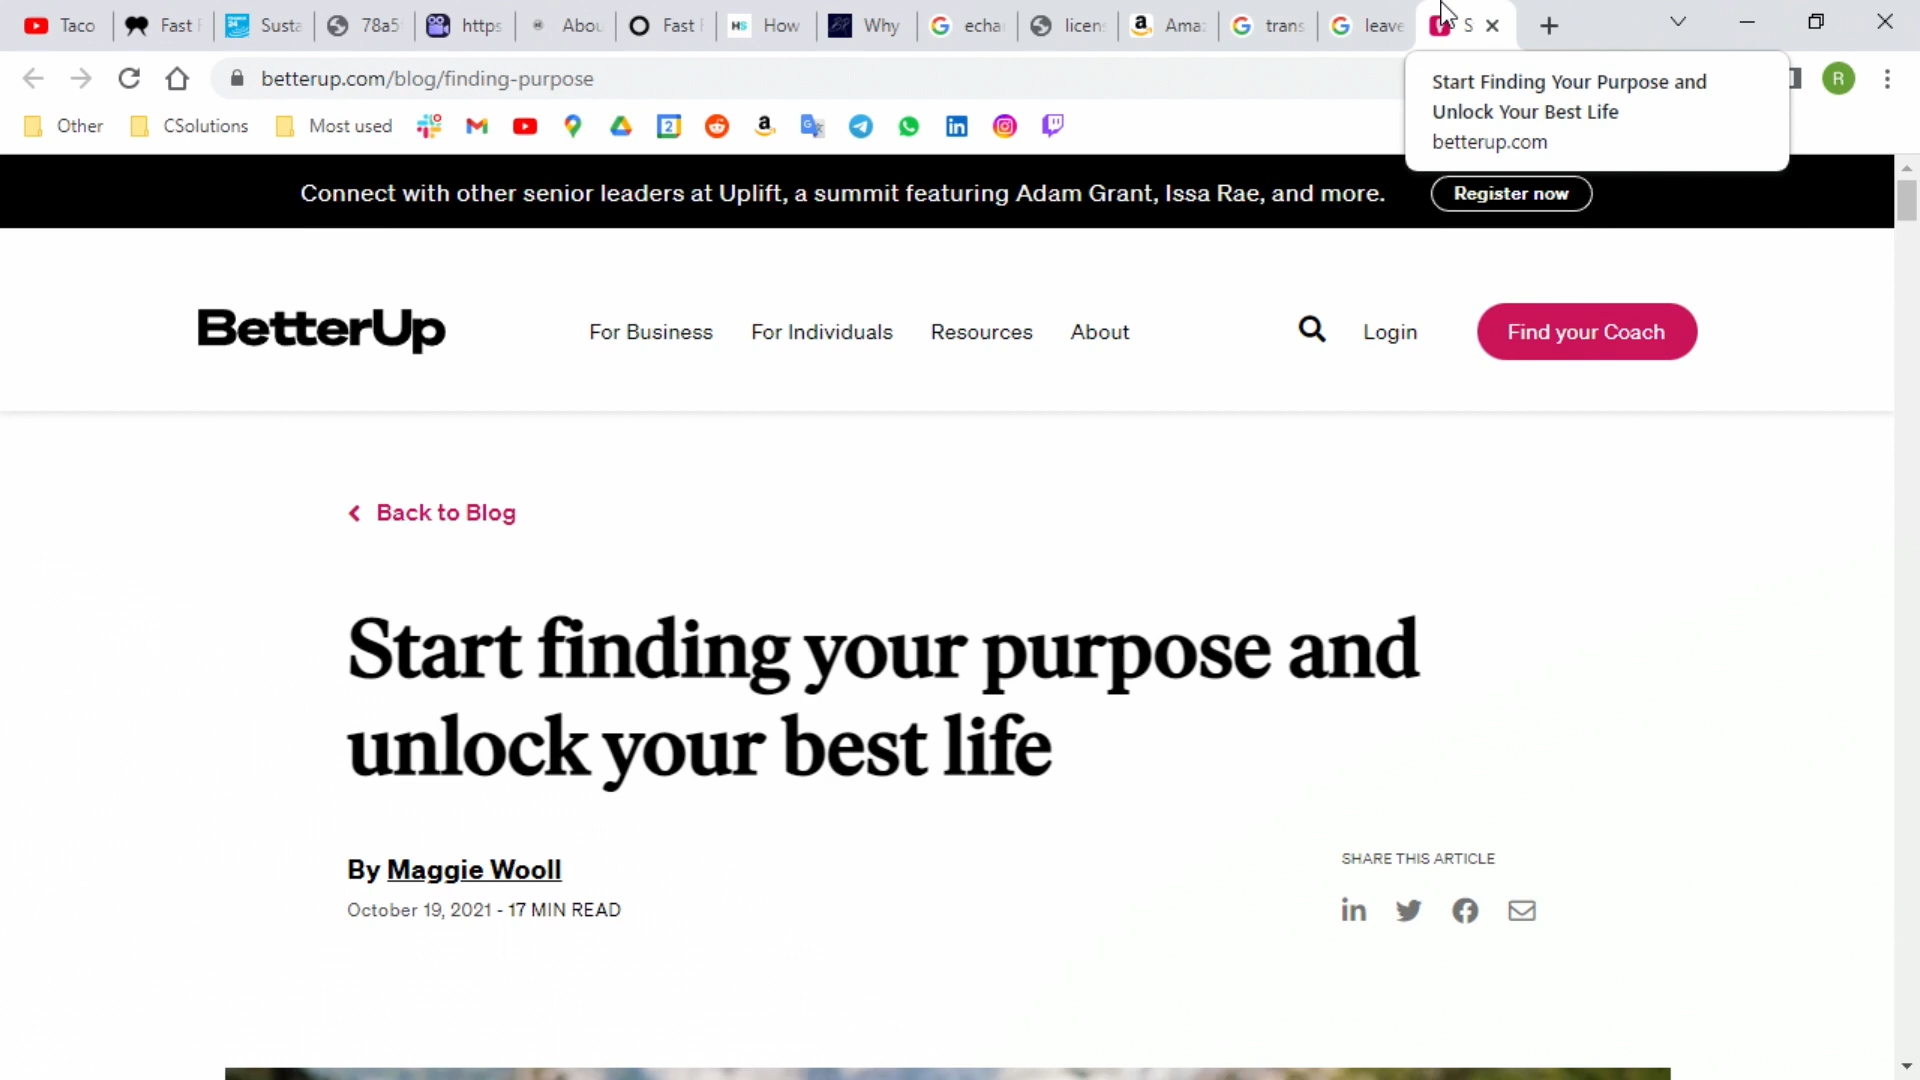 Taco
Fast
Susta
78a5
https
Abou
Fast
How
Why
echa
licen
Ama
trans
leave
S
betterup.com/blog/finding-purpose
Start Finding Your Purpose and
Unlock Your Best Life
betterup.com
R
Other
CSolutions
Most used
Connect with other senior leaders at Uplift, a summit featuring Adam Grant, Issa Rae, and more.
Register now
BetterUp
For Business
For Individuals
Resources
About
Login
Find your Coach
Back to Blog
Start finding your purpose and
unlock your best life
By Maggie Wooll
October 19, 2021 - 17 MIN READ
SHARE THIS ARTICLE